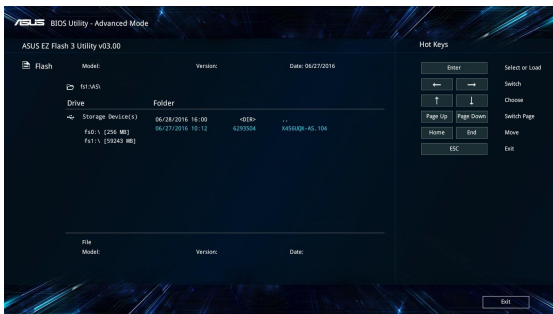 ASUS BIOS Utility - Advanced Mode
ASUS EZ Flash 3 Utility v03.00
Hot Keys
Flash
Model: Version: Date: 06/27/2016
fs1:\AS\
Drive Folder
Storage Device(s)
fs0:\ [256 MB]
fs1:\ [59243 MB]
06/28/2016 16:00 <DIR> ..
06/27/2016 10:12 6293504 X456UQK-AS.104
File
Model: Version: Date:
Enter Select or Load
← → Switch
↑ ↓ Choose
Page Up Page Down Switch Page
Home End Move
ESC Exit
Exit